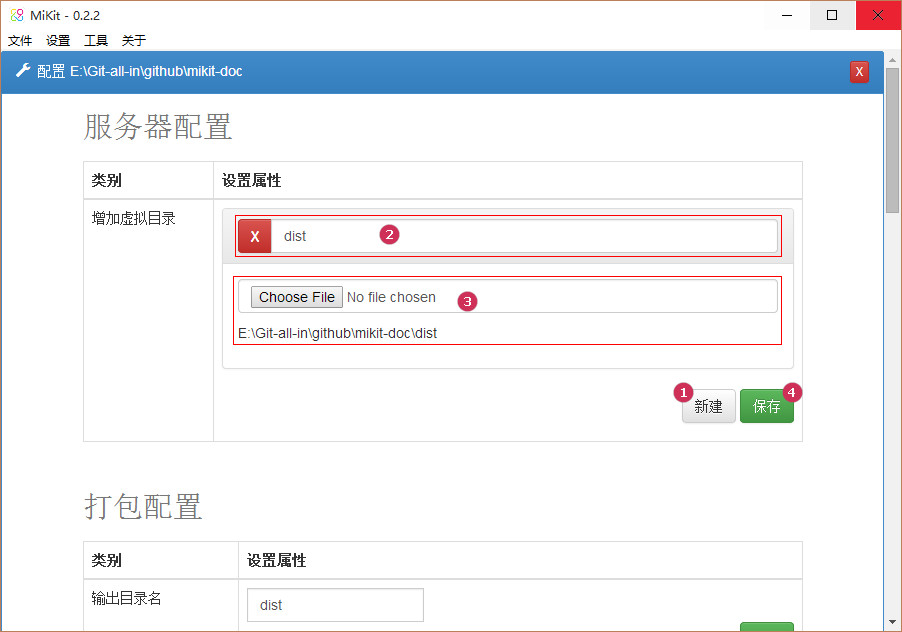 MiKit - 0.2.2
文件 设置 工具 关于
配置 E:\Git-all-in\github\mikit-doc X
服务器配置
类别 设置属性
增加虚拟目录 X dist 2
Choose File No file chosen 3
E:\Git-all-in\github\mikit-doc\dist
1 新建 保存 4
打包配置
类别 设置属性
输出目录名 dist